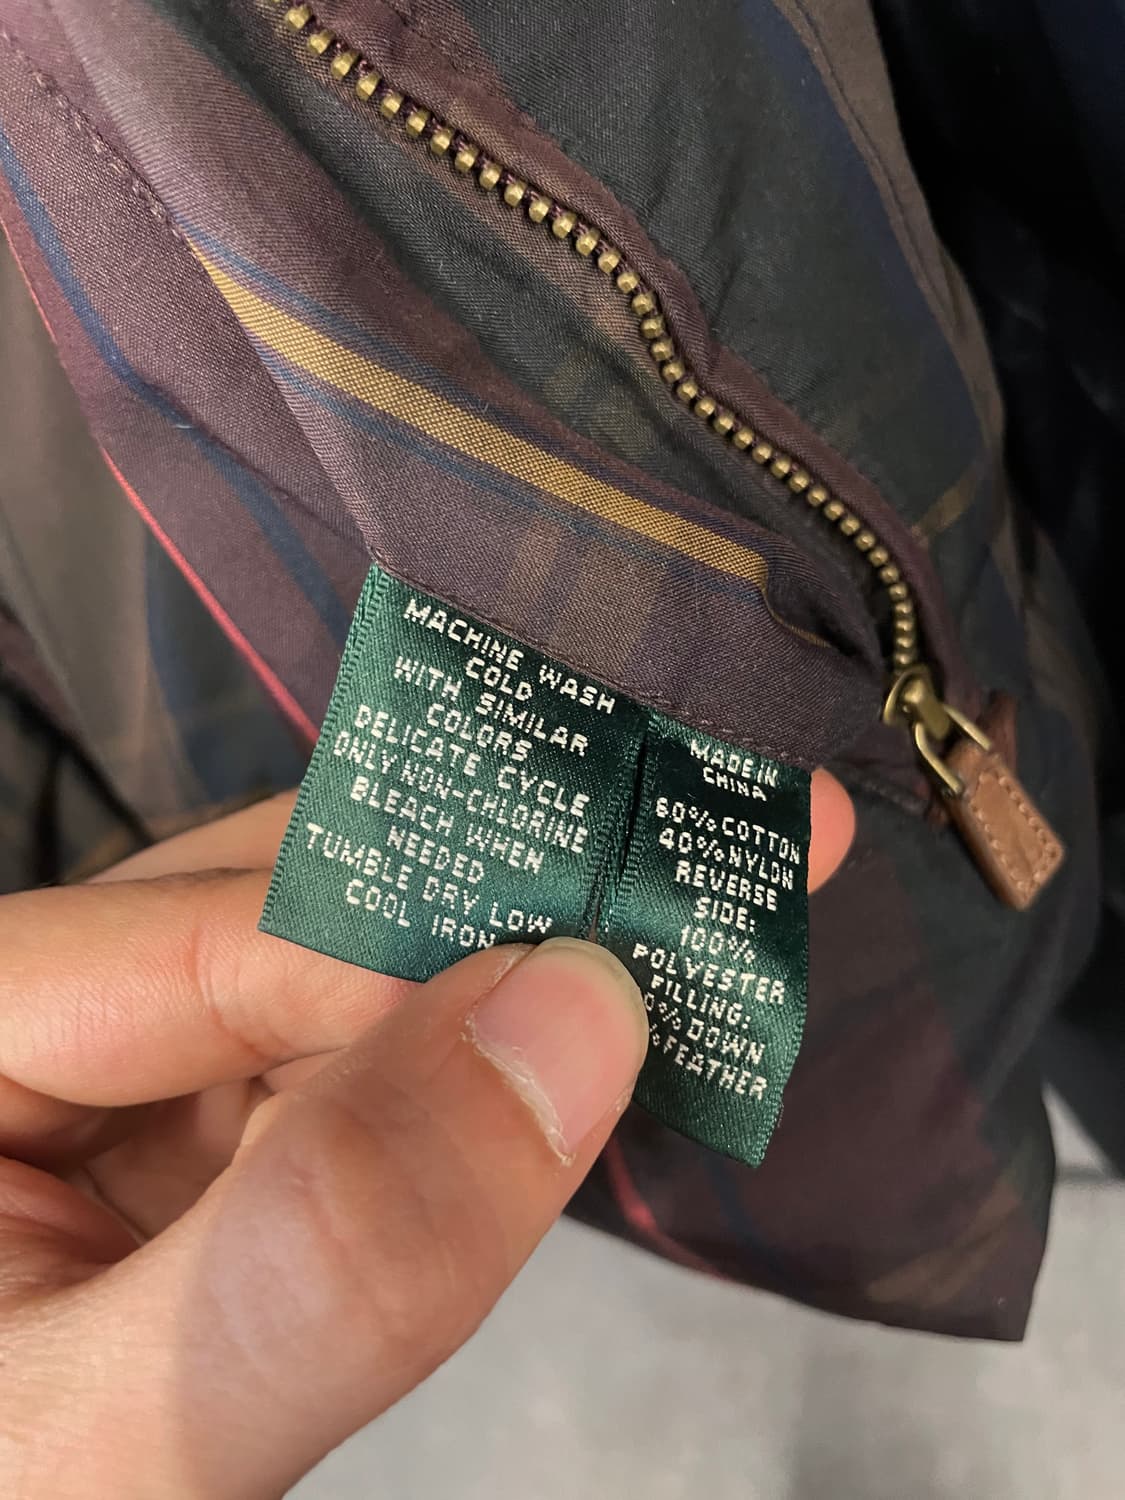 MACHINE WASH
COLD
WITH SIMILAR
COLORS
DELICATE CYCLE
ONLY NON-CHLORINE
BLEACH WHEN
NEEDED
TUMBLE DRY LOW
COOL IRON
MADE IN
CHINA
60% COTTON
40% NYLON
REVERSE
SIDE:
100%
POLYESTER
FILLING:
DOWN
FEATHER